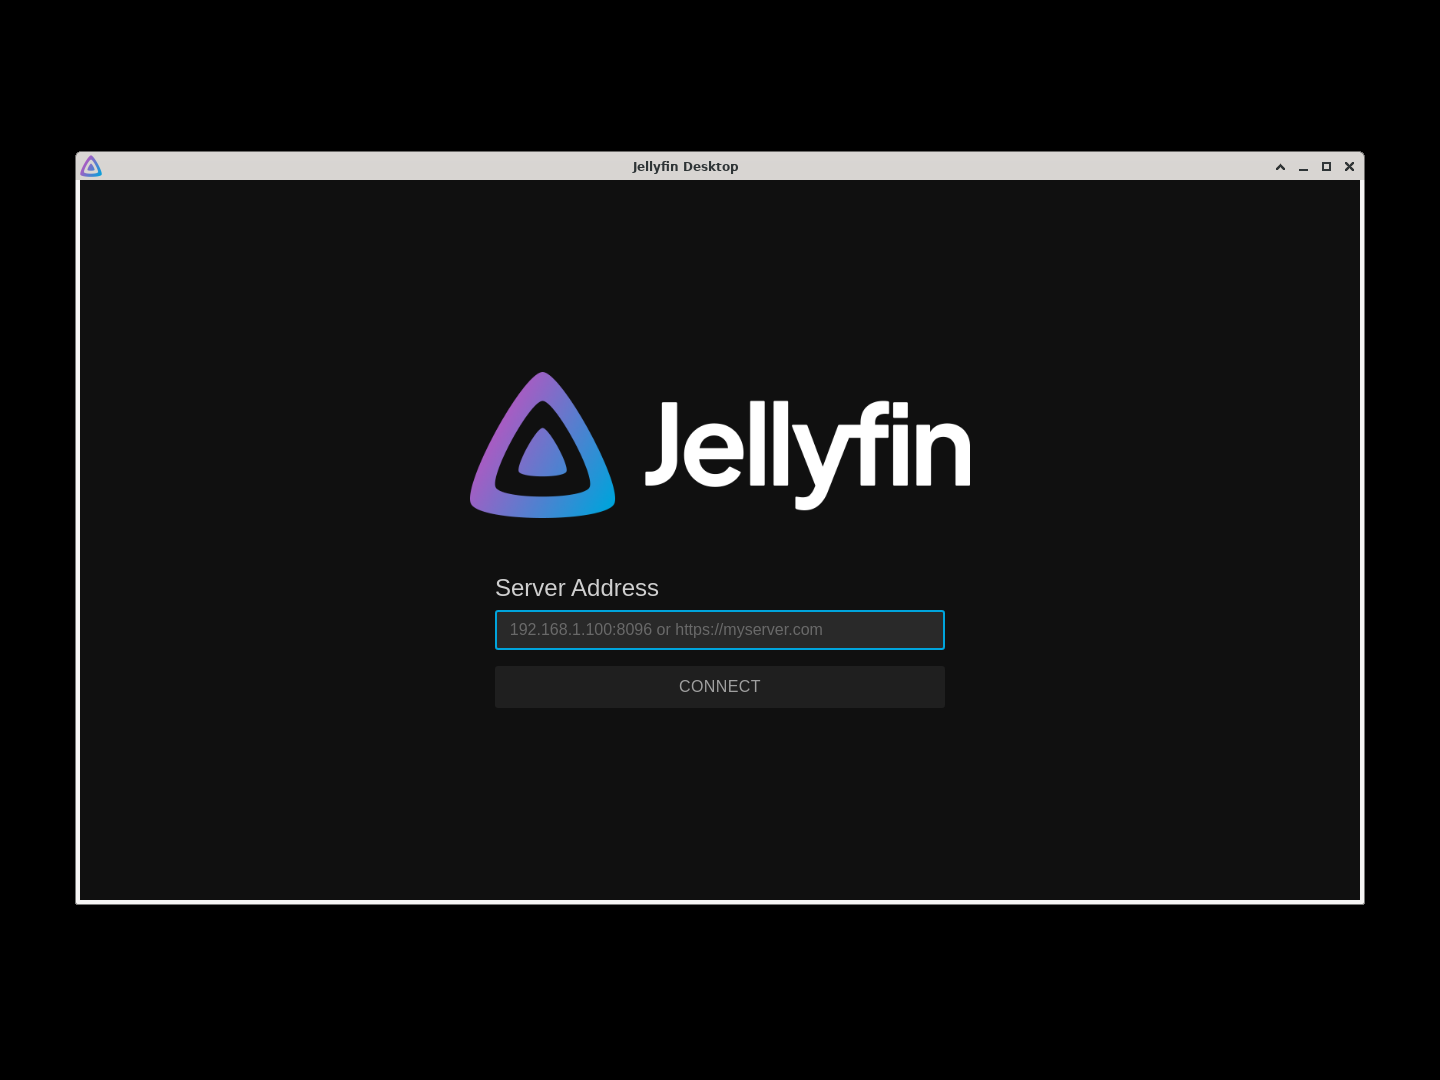 Jellyfin Desktop
Jellyfin
Server Address
192.168.1.100:8096 or https://myserver.com
CONNECT